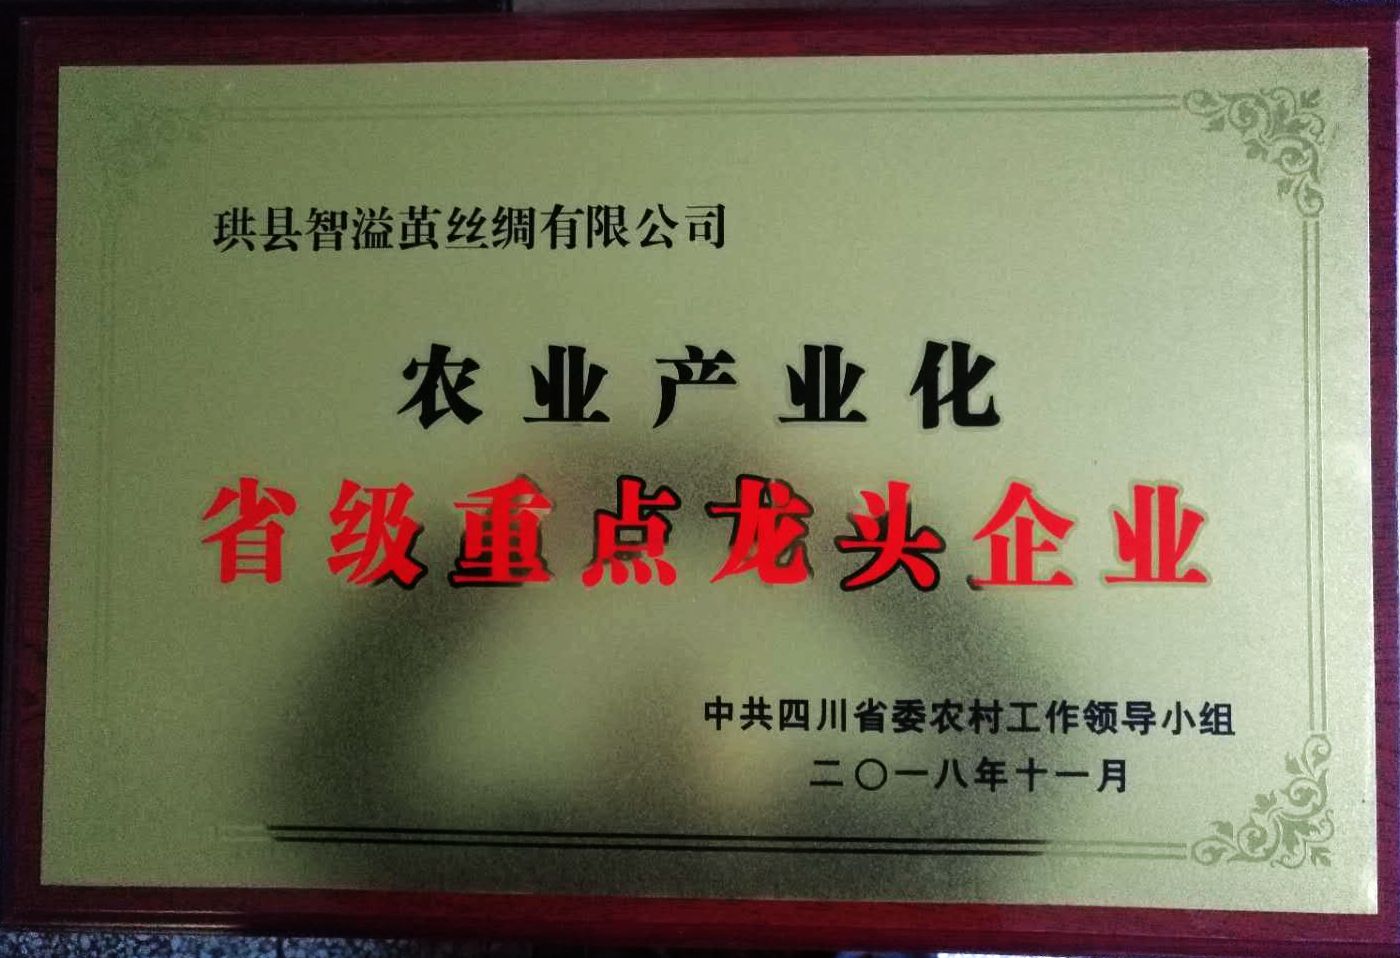 珙县智溢茧丝绸有限公司
农业产业化
省级重点龙头企业
中共四川省委农村工作领导小组
二〇一八年十一月